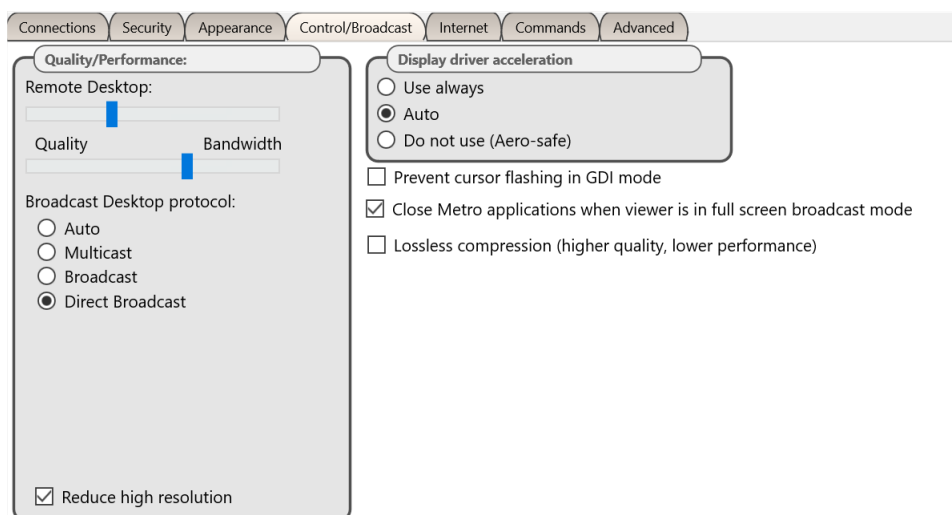 Connections Security Appearance Control/Broadcast Internet Commands Advanced
Quality/Performance:
Remote Desktop:
Quality Bandwidth
Broadcast Desktop protocol:
Auto
Multicast
Broadcast
Direct Broadcast
Reduce high resolution
Display driver acceleration
Use always
Auto
Do not use (Aero-safe)
Prevent cursor flashing in GDI mode
Close Metro applications when viewer is in full screen broadcast mode
Lossless compression (higher quality, lower performance)